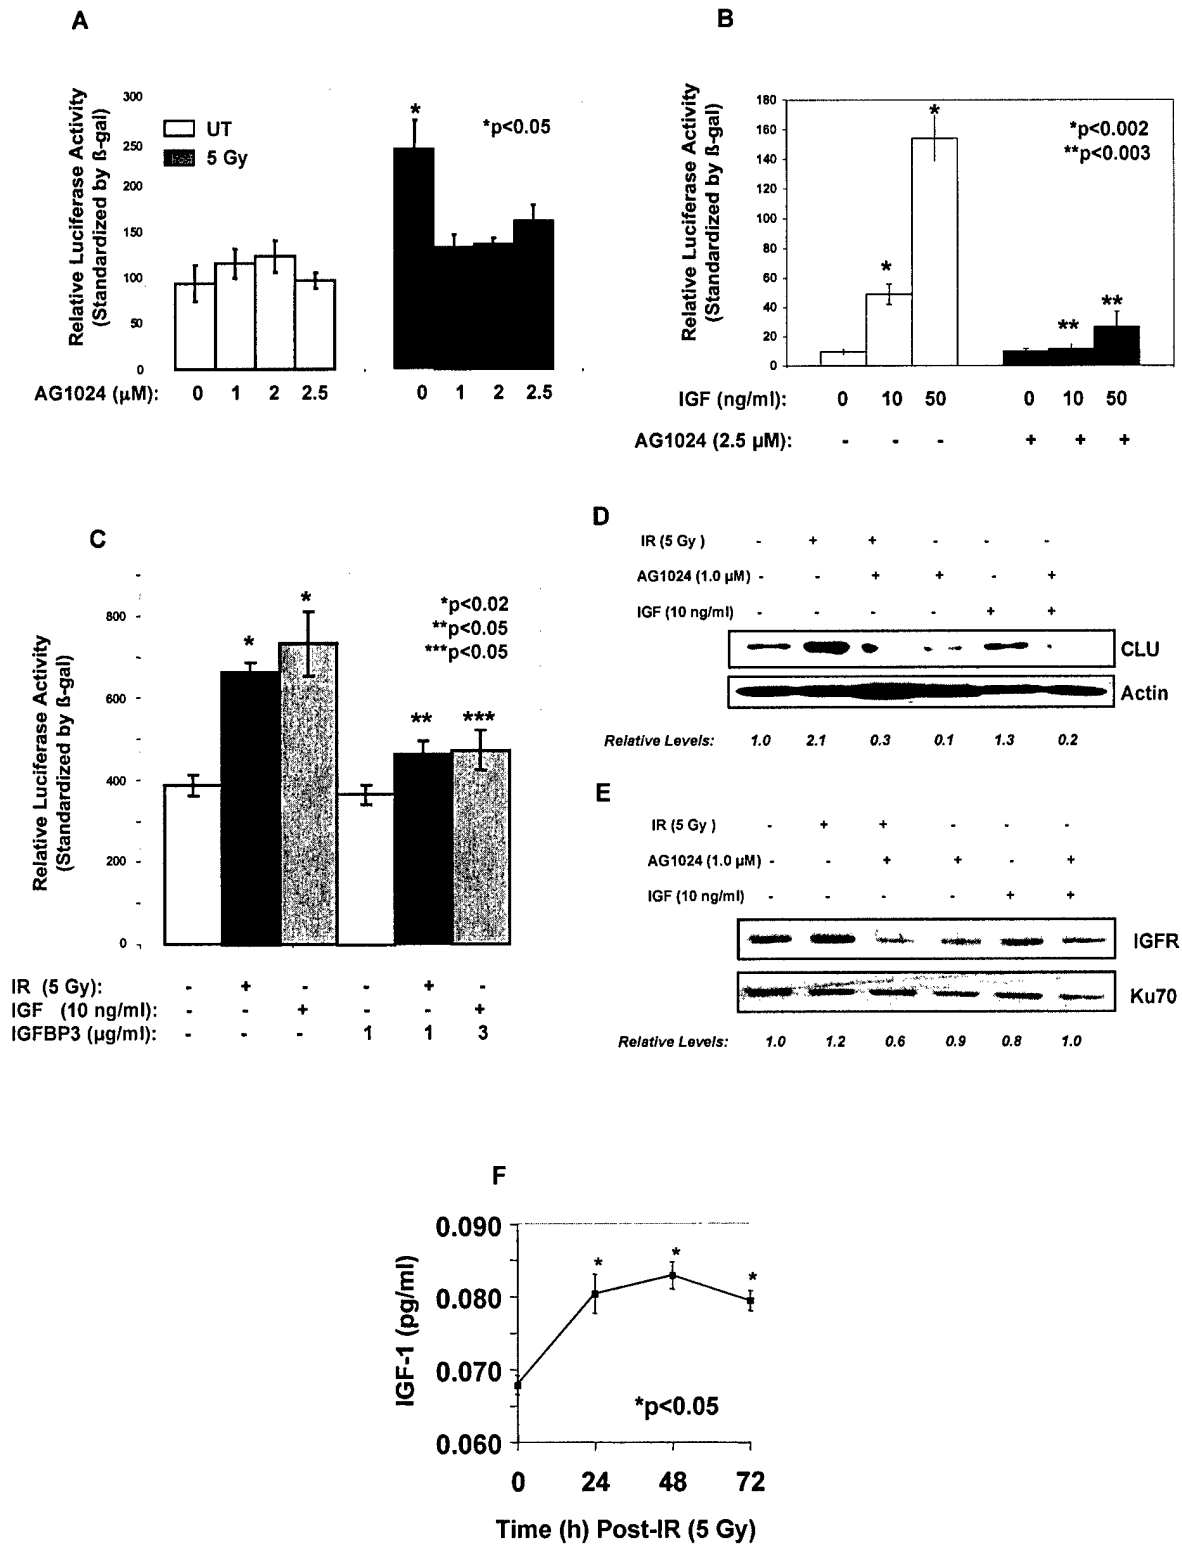 A
Relative Luciferase Activity
(Standardized by ß-gal)
300
250
200
150
100
50
0
UT
5 Gy
*
*p<0.05
AG1024 (µM): 0 1 2 2.5 0 1 2 2.5
B
Relative Luciferase Activity
(Standardized by ß-gal)
180
160
140
120
100
80
60
40
20
0
*
*
**
**
*p<0.002
**p<0.003
IGF (ng/ml): 0 10 50 0 10 50
AG1024 (2.5 µM): - - - + + +
C
Relative Luciferase Activity
(Standardized by ß-gal)
800
600
400
200
0
*
*
**
***
*p<0.02
**p<0.05
***p<0.05
IR (5 Gy): - + - - + -
IGF (10 ng/ml): - - + - - +
IGFBP3 (µg/ml): - - - 1 1 3
D
IR (5 Gy ) - + + - - -
AG1024 (1.0 µM) - - + + - +
IGF (10 ng/ml) - - - - + +
CLU
Actin
Relative Levels: 1.0 2.1 0.3 0.1 1.3 0.2
E
IR (5 Gy ) - + + - - -
AG1024 (1.0 µM) - - + + - +
IGF (10 ng/ml) - - - - + +
IGFR
Ku70
Relative Levels: 1.0 1.2 0.6 0.9 0.8 1.0
F
IGF-1 (pg/ml)
0.090
0.080
0.070
0.060
*
*
*
*p<0.05
0 24 48 72
Time (h) Post-IR (5 Gy)